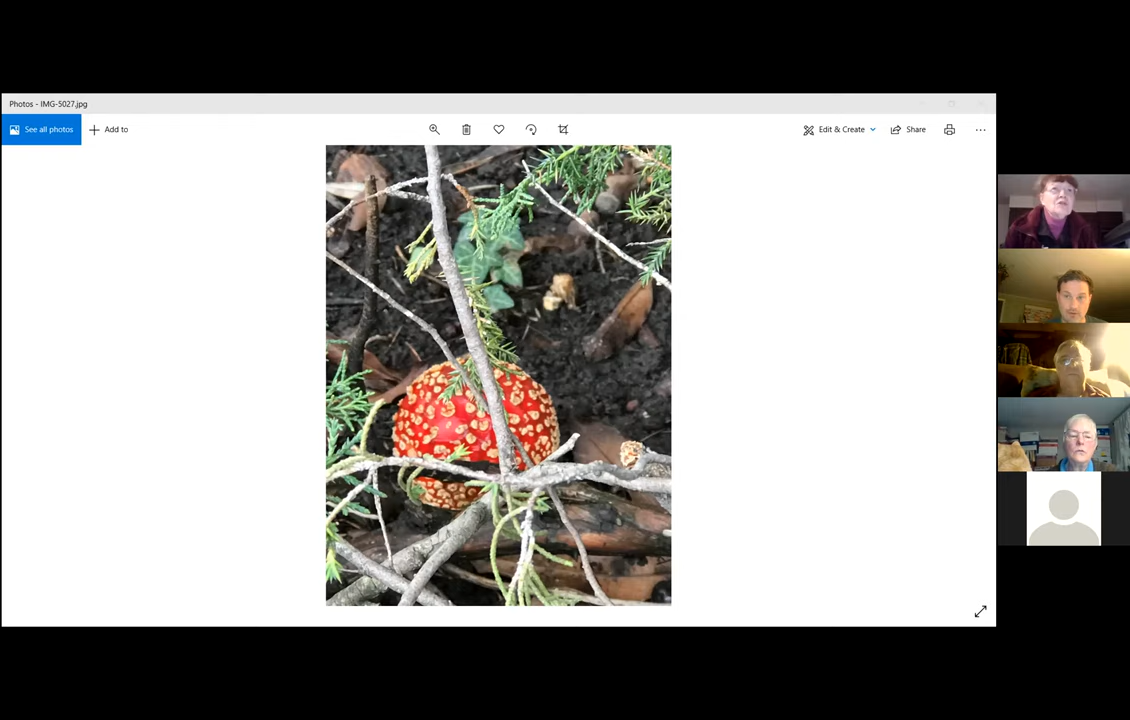 Photos - IMG-5027.jpg
See all photos
Add to
Edit & Create
Share